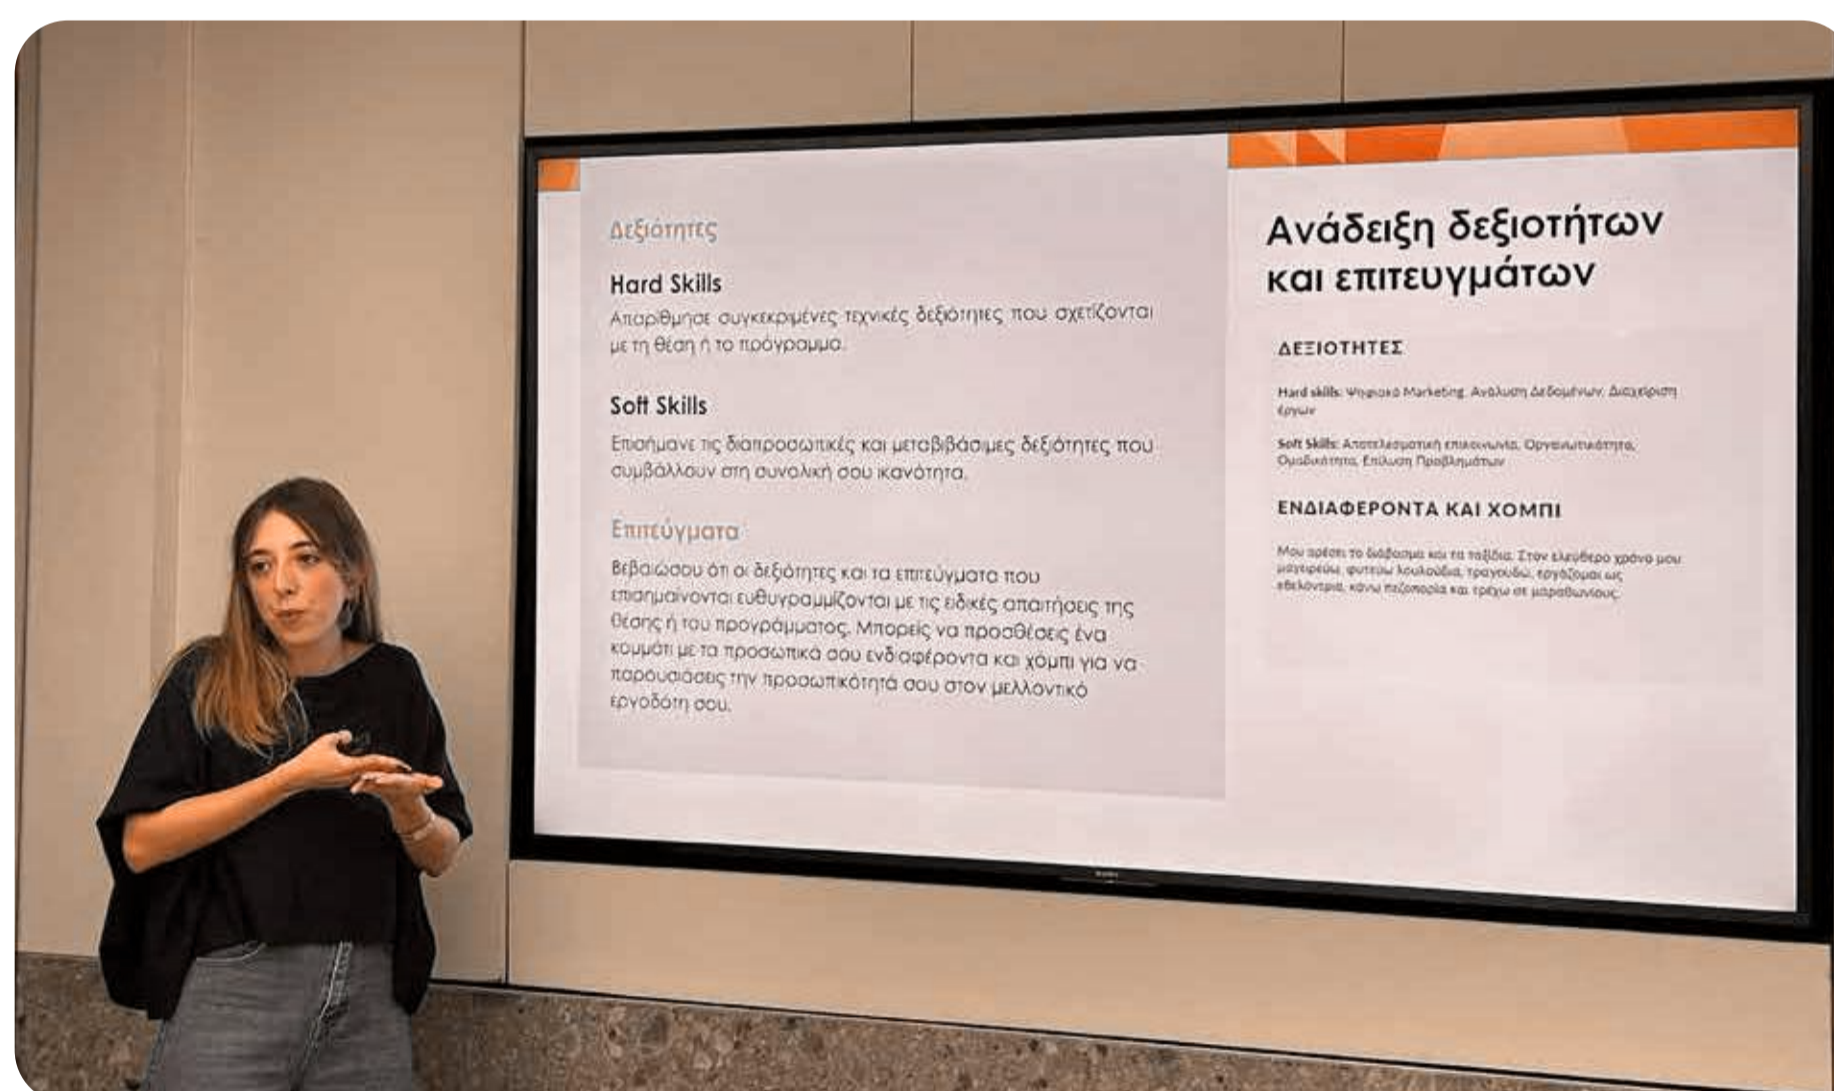 Δεξιότητες
Hard Skills
Απαρίθμησε συγκεκριμένες τεχνικές δεξιότητες που σχετίζονται
με τη θέση ή το πρόγραμμα.
Soft Skills
Επισήμανε τις διαπροσωπικές και μεταβιβάσιμες δεξιότητες που
συμβάλλουν στη συνολική σου ικανότητα.
Επιτεύγματα
Βεβαιώσου ότι οι δεξιότητες και τα επιτεύγματα που
επισημαίνονται ευθυγραμμίζονται με τις ειδικές απαιτήσεις της
θέσης ή του προγράμματος. Μπορείς να προσθέσεις ένα
κομμάτι με τα προσωπικά σου ενδιαφέροντα και χόμπι για να
παρουσιάσεις την προσωπικότητά σου στον μελλοντικό
εργοδότη σου.
Ανάδειξη δεξιοτήτων
και επιτευγμάτων
ΔΕΞΙΟΤΗΤΕΣ
Hard skills: Ψηφιακό Marketing, Ανάλυση Δεδομένων, Διαχείριση
έργων
Soft Skills: Αποτελεσματική επικοινωνία, Οργανωτικότητα,
Ομαδικότητα, Επίλυση Προβλημάτων
ΕΝΔΙΑΦΕΡΟΝΤΑ ΚΑΙ ΧΟΜΠΙ
Μου αρέσει το διάβασμα και τα ταξίδια. Στον ελεύθερο χρόνο μου
μαγειρεύω, φυτεύω λουλούδια, τραγουδώ, εργάζομαι ως
εθελόντρια, κάνω πεζοπορία και τρέχω σε μαραθωνίους.